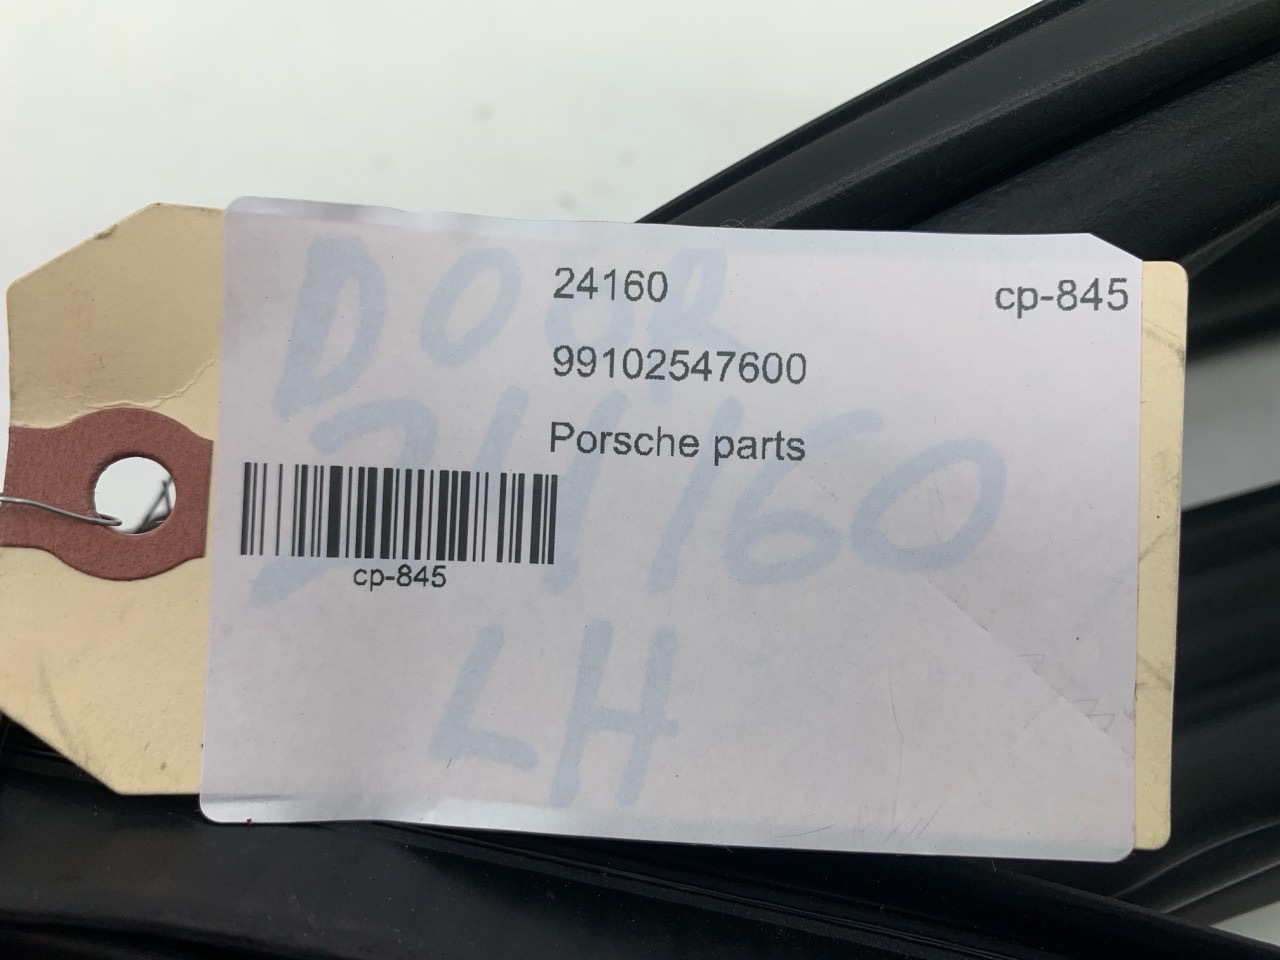 24160 cp-845
99102547600
Porsche parts
cp-845
DOOR
24160
LH